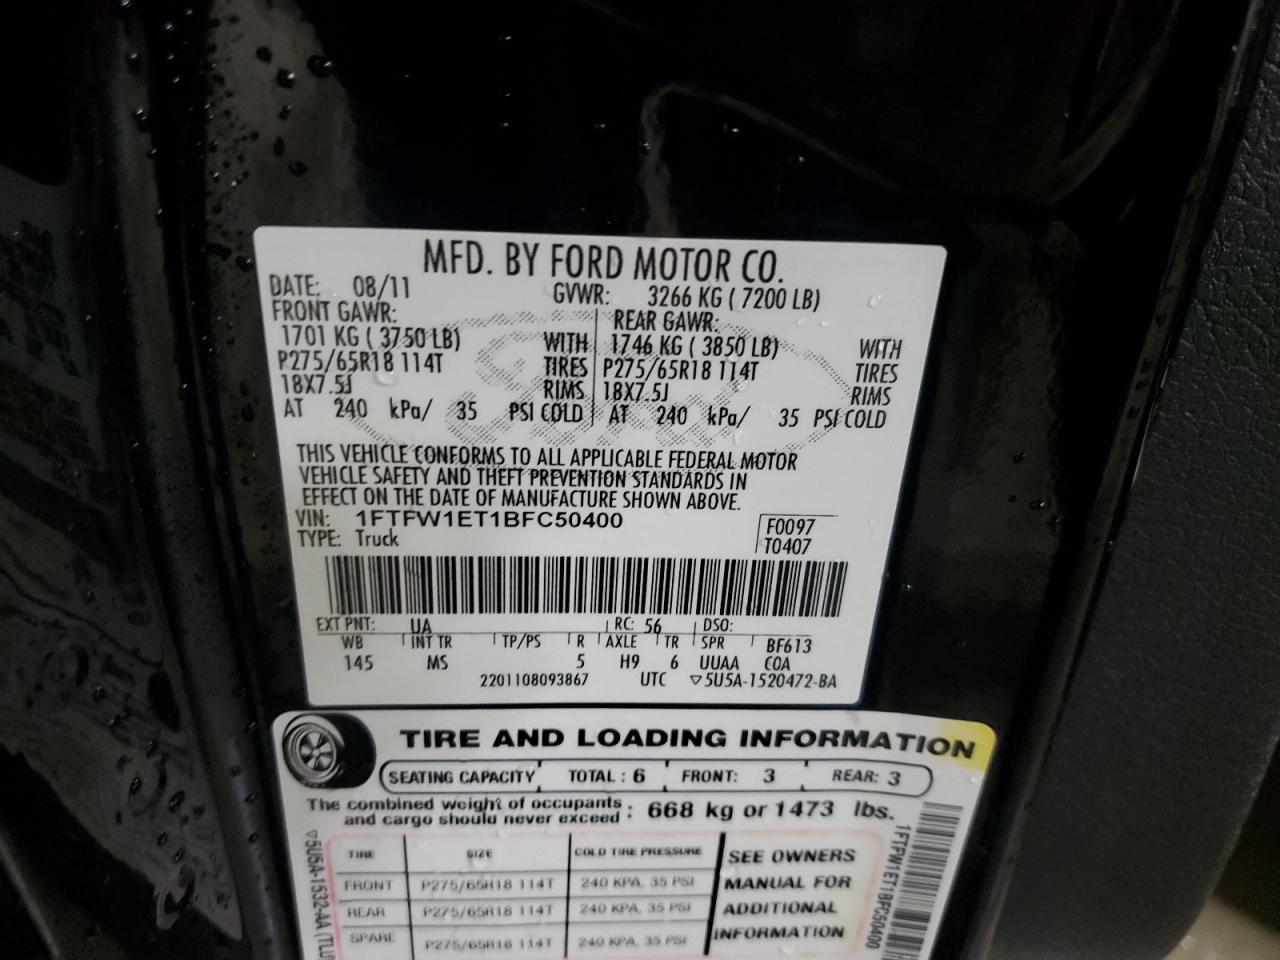 MFD. BY FORD MOTOR CO.
DATE: 08/11 GVWR: 3266 KG ( 7200 LB)
FRONT GAWR: REAR GAWR:
1701 KG ( 3750 LB) WITH 1746 KG ( 3850 LB) WITH
P275/65R18 114T TIRES P275/65R18 114T TIRES
18X7.5J RIMS 18X7.5J RIMS
AT 240 kPa/ 35 PSI COLD AT 240 kPa/ 35 PSI COLD
THIS VEHICLE CONFORMS TO ALL APPLICABLE FEDERAL MOTOR
VEHICLE SAFETY AND THEFT PREVENTION STANDARDS IN
EFFECT ON THE DATE OF MANUFACTURE SHOWN ABOVE.
VIN: 1FTFW1ET1BFC50400 F0097
TYPE: Truck T0407
EXT PNT: UA RC: 56 DSO:
WB INT TR TP/PS R AXLE TR SPR BF613
145 MS 5 H9 6 UUAA COA
2201108093867 UTC ▽5U5A-1520472-BA
TIRE AND LOADING INFORMATION
SEATING CAPACITY TOTAL : 6 FRONT: 3 REAR: 3
The combined weight of occupants
and cargo should never exceed : 668 kg or 1473 lbs.
TIRE SIZE COLD TIRE PRESSURE SEE OWNERS
FRONT P275/65R18 114T 240 KPA, 35 PSI MANUAL FOR
REAR P275/65R18 114T 240 KPA, 35 PSI ADDITIONAL
SPARE P275/65R18 114T 240 KPA, 35 PSI INFORMATION
▽5U5A-1532-AA
1FTFW1ET1BFC50400